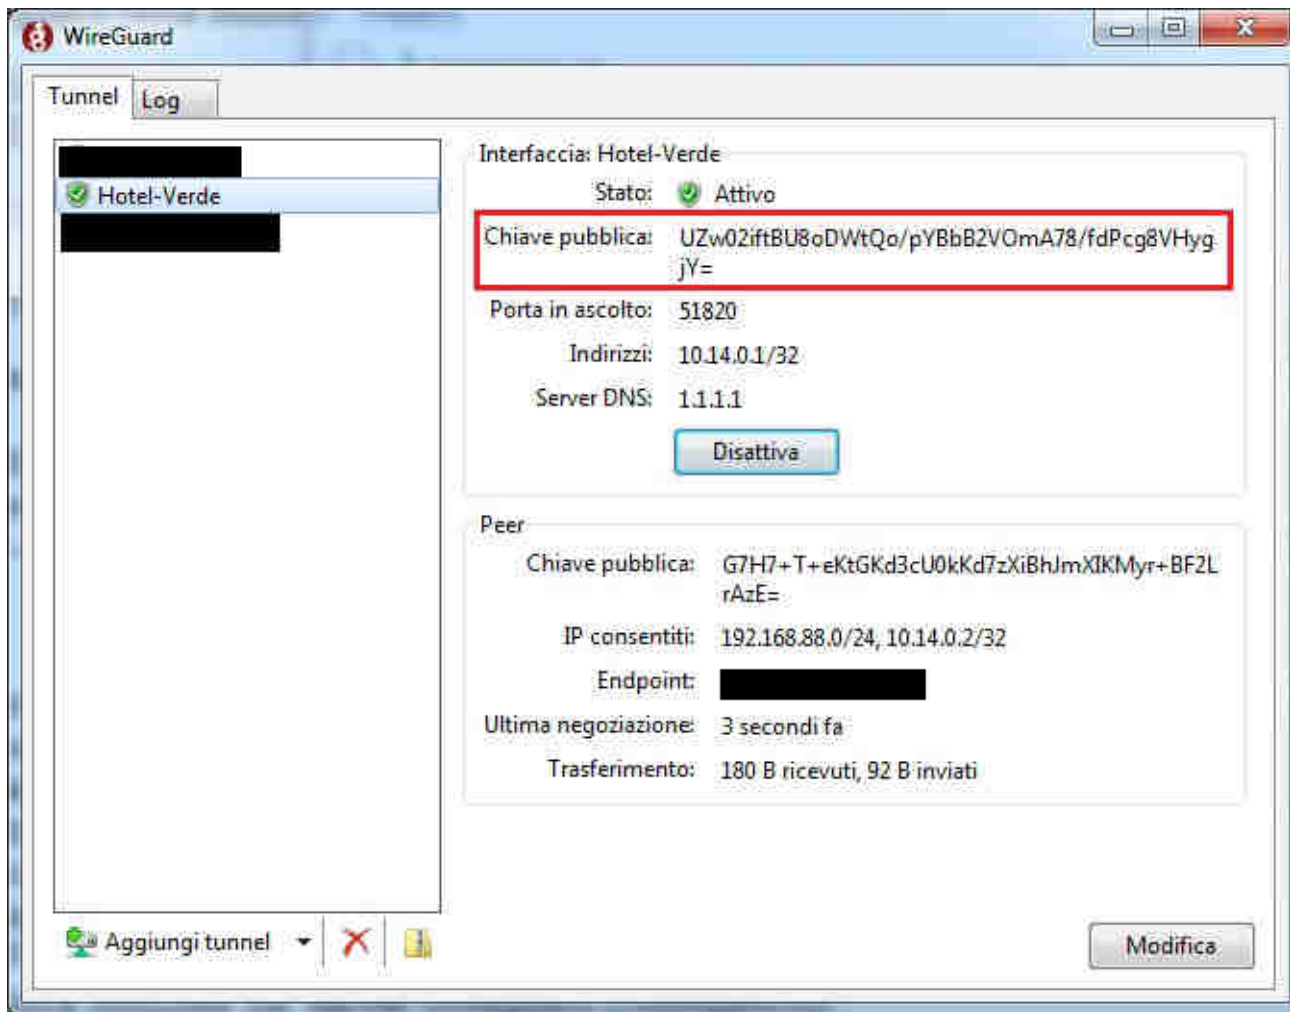 WireGuard
Tunnel
Log
Hotel-Verde
Interfaccia: Hotel-Verde
Stato: Attivo
Chiave pubblica: UZw02iftBU8oDWtQo/pYBbB2VOmA78/fdPcg8VHyg
jY=
Porta in ascolto: 51820
Indirizzi: 10.14.0.1/32
Server DNS: 1.1.1.1
Disattiva
Peer
Chiave pubblica: G7H7+T+eKtGKd3cU0kKd7zXiBhJmXIKMyr+BF2L
rAzE=
IP consentiti: 192.168.88.0/24, 10.14.0.2/32
Endpoint:
Ultima negoziazione: 3 secondi fa
Trasferimento: 180 B ricevuti, 92 B inviati
Aggiungi tunnel
Modifica